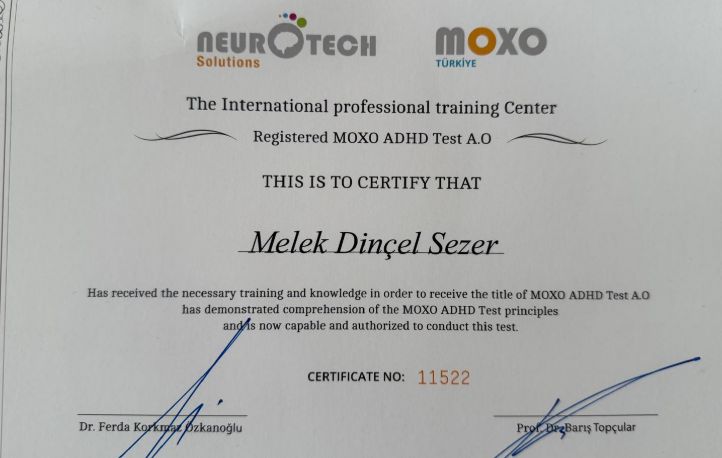 NEUROTECH
Solutions
MOXO
TÜRKİYE
The International professional training Center
Registered MOXO ADHD Test A.O
THIS IS TO CERTIFY THAT
Melek Dinçel Sezer
Has received the necessary training and knowledge in order to receive the title of MOXO ADHD Test A.O
has demonstrated comprehension of the MOXO ADHD Test principles
and is now capable and authorized to conduct this test.
CERTIFICATE NO: 11522
Dr. Ferda Korkmaz Özkanoğlu
Prof. Dr. Barış Topçular